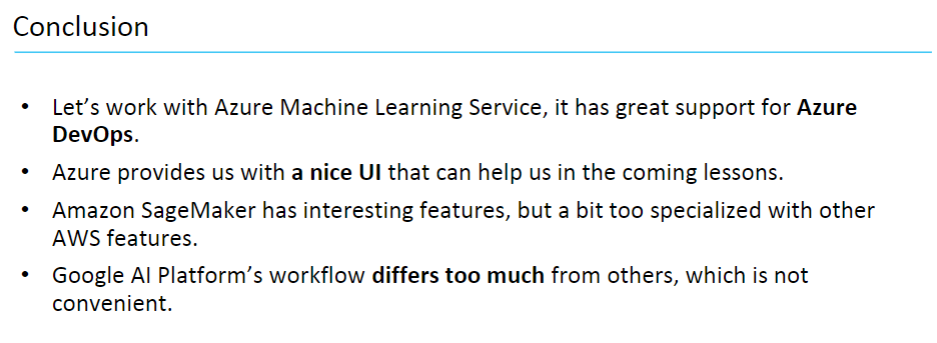 Conclusion
• Let’s work with Azure Machine Learning Service, it has great support for Azure
DevOps.
• Azure provides us with a nice UI that can help us in the coming lessons.
• Amazon SageMaker has interesting features, but a bit too specialized with other
AWS features.
• Google AI Platform’s workflow differs too much from others, which is not
convenient.